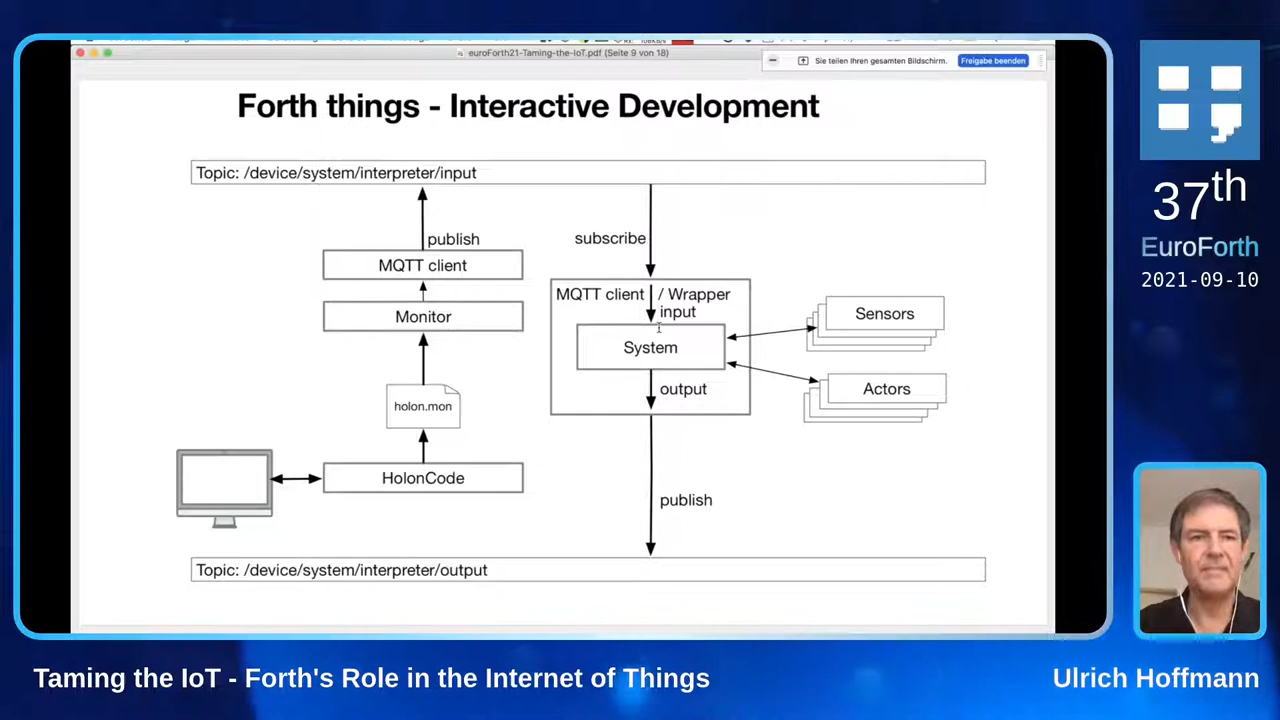 euroForth21-Taming-the-IoT.pdf (Seite 9 von 18)
Sie teilen Ihren gesamten Bildschirm.
Freigabe beenden
Forth things - Interactive Development
Topic: /device/system/interpreter/input
publish
subscribe
MQTT client
MQTT client / Wrapper
input
Monitor
System
Sensors
output
Actors
holon.mon
HolonCode
publish
Topic: /device/system/interpreter/output
37th
EuroForth
2021-09-10
Taming the IoT - Forth's Role in the Internet of Things
Ulrich Hoffmann